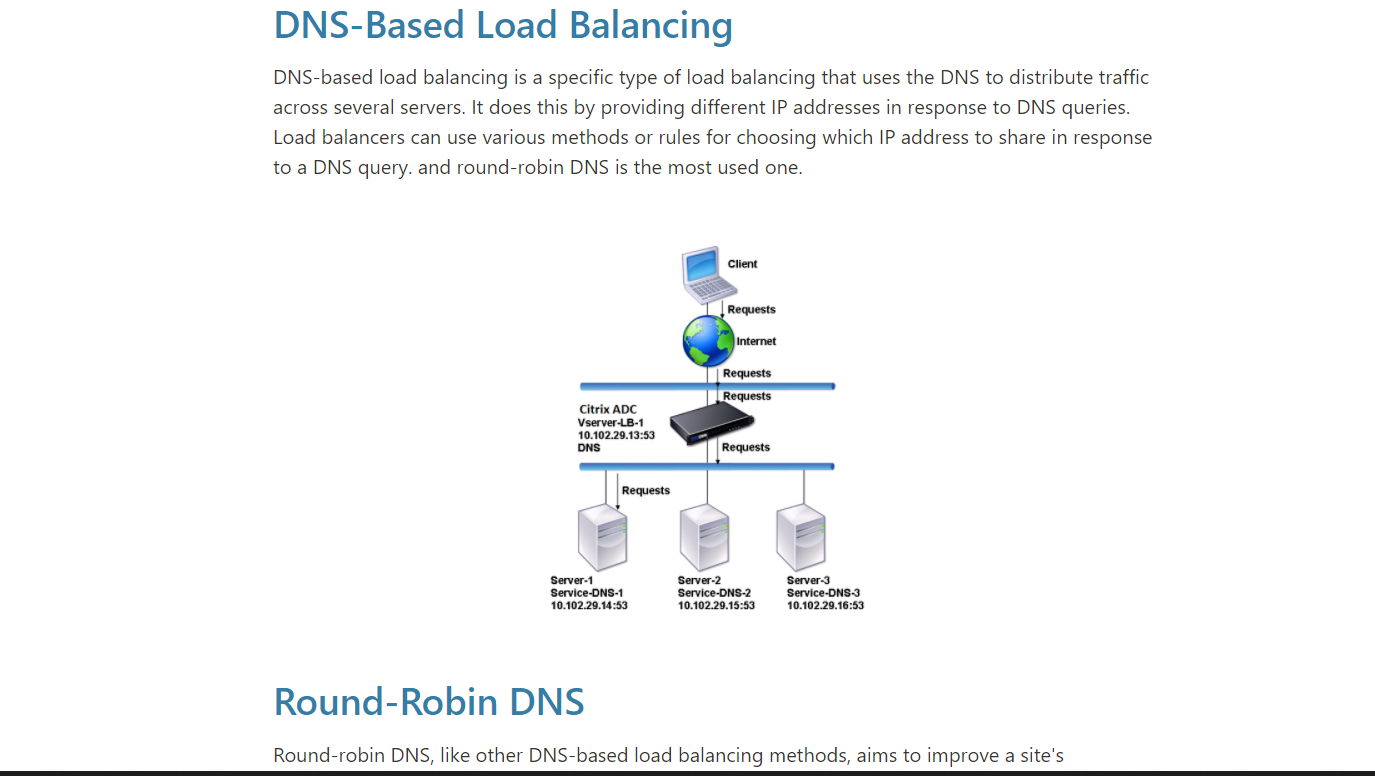 DNS-Based Load Balancing
DNS-based load balancing is a specific type of load balancing that uses the DNS to distribute traffic
across several servers. It does this by providing different IP addresses in response to DNS queries.
Load balancers can use various methods or rules for choosing which IP address to share in response
to a DNS query. and round-robin DNS is the most used one.
Client
Requests
Internet
Requests
Requests
Citrix ADC
Vserver-LB-1
10.102.29.13:53
DNS
Requests
Requests
Server-1
Service-DNS-1
10.102.29.14:53
Server-2
Service-DNS-2
10.102.29.15:53
Server-3
Service-DNS-3
10.102.29.16:53
Round-Robin DNS
Round-robin DNS, like other DNS-based load balancing methods, aims to improve a site's